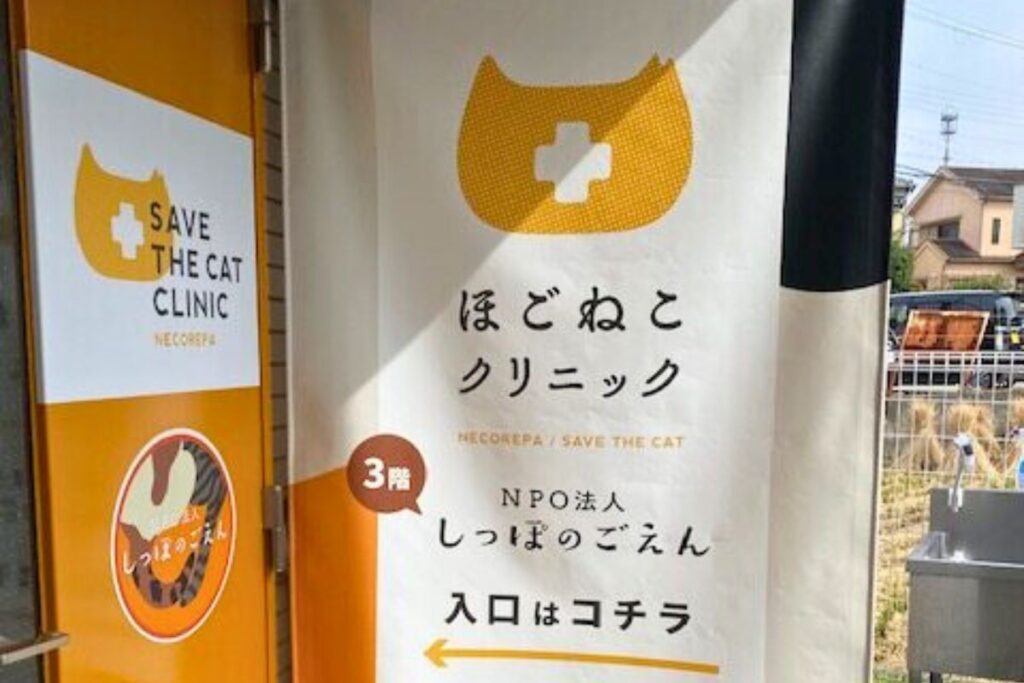 SAVE
THE CAT
CLINIC
NECOREPA
しっぽのごえん
ほごねこ
クリニック
NECOREPA / SAVE THE CAT
3階
NPO法人
しっぽのごえん
入口はコチラ